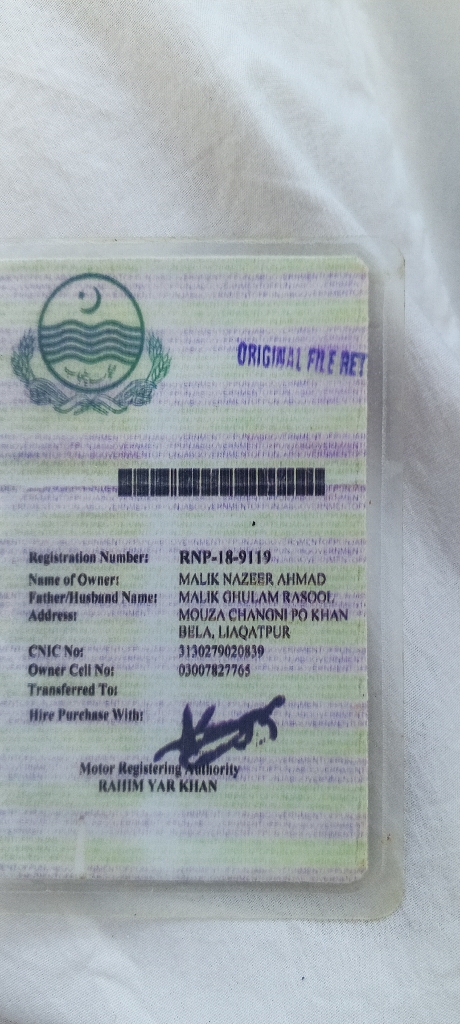 ORIGINAL FILE RET
Registration Number: RNP-18-9119
Name of Owner: MALIK NAZEER AHMAD
Father/Husband Name: MALIK GHULAM RASOOL
Address: MOUZA CHANGNI PO KHAN
BELA, LIAQATPUR
CNIC No: 3130279020839
Owner Cell No: 03007827765
Transferred To:
Hire Purchase With:
Motor Registering Authority
RAHIM YAR KHAN